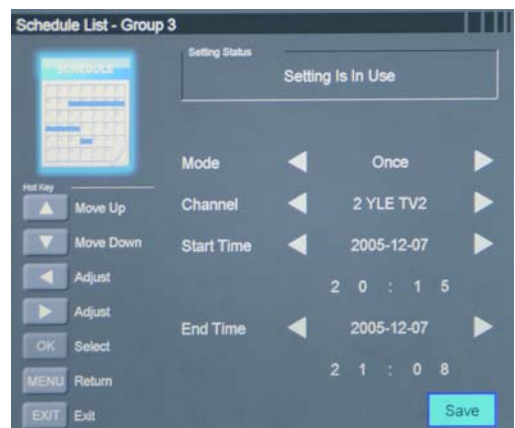 Schedule List - Group 3
SCHEDULE
Setting Status
Setting Is In Use
Mode Once
Hot Key
Move Up
Channel 2 YLE TV2
Move Down
Start Time 2005-12-07
Adjust
2 0 : 1 5
Adjust
End Time 2005-12-07
OK Select
2 1 : 0 8
MENU Return
Save
EXIT Exit